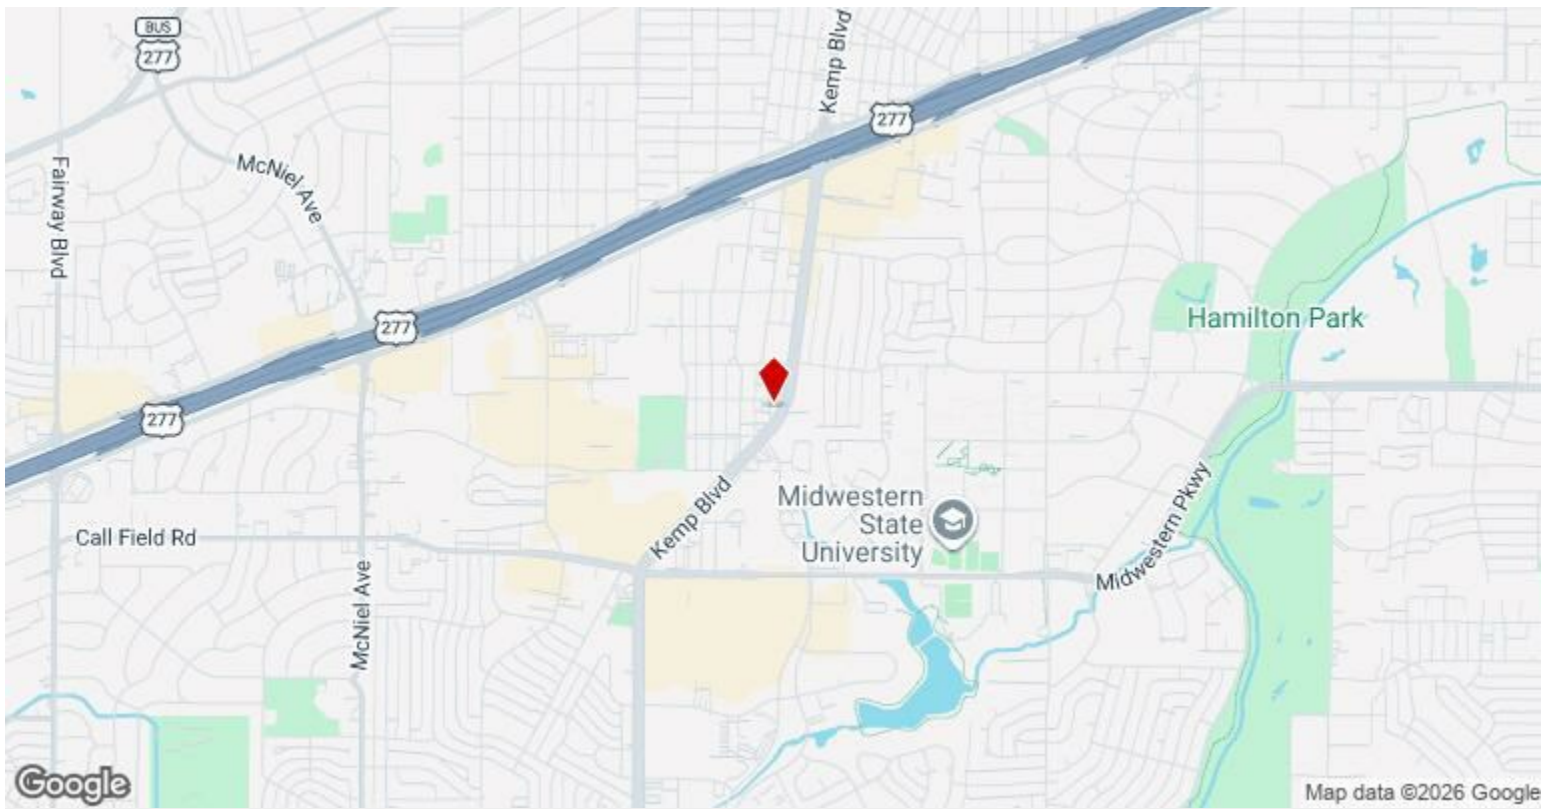 BUS
277
Kemp Blvd
277
McNiel Ave
Fairway Blvd
Hamilton Park
277
277
Kemp Blvd
Midwestern
State
University
Midwestern Pkwy
Call Field Rd
McNiel Ave
Google
Map data ©2026 Google